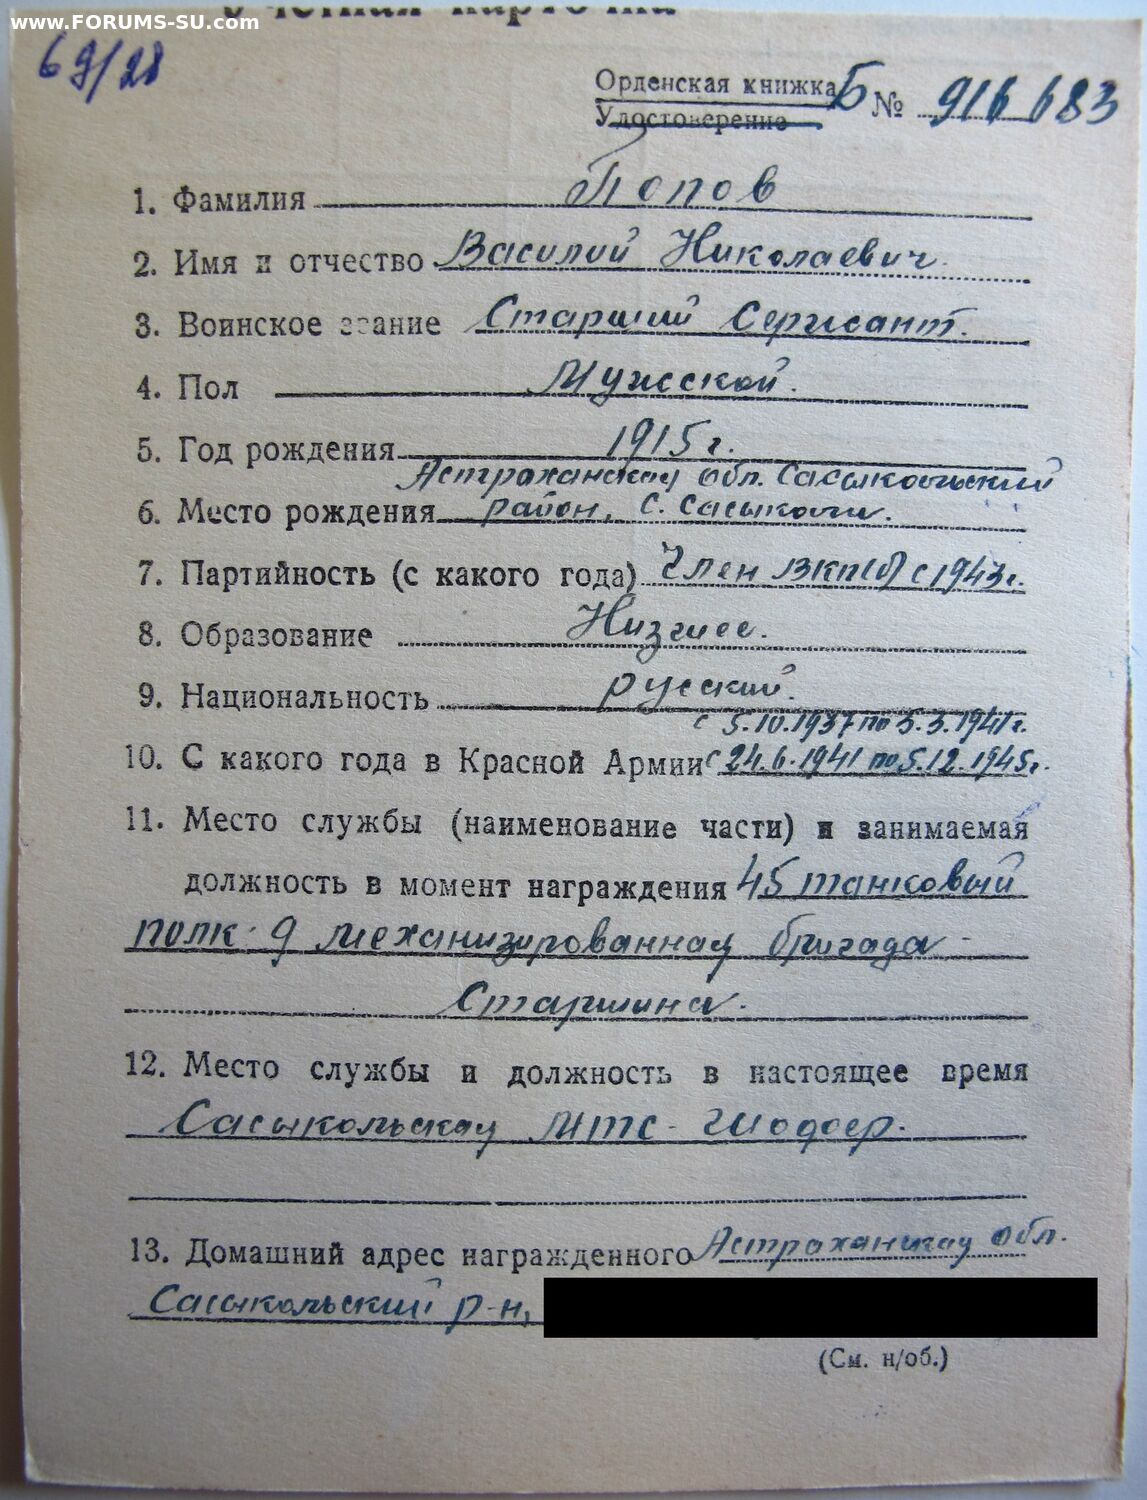 www.FORUMS-SU.com
Учетная карточка
69/28
Орденская книжка Б № 916683
Удостоверение
1. Фамилия Попов
2. Имя и отчество Василий Николаевич.
3. Воинское звание Старший Сержант.
4. Пол Мужской.
5. Год рождения 1915 г.
Астраханская обл. Сасыкольский
6. Место рождения район, с. Сасыколи.
7. Партийность (с какого года) Член ВКП(б) с 1943 г.
8. Образование Низшее.
9. Национальность русский.
с 5.10.1937 по 5.3.1941 г.
10. С какого года в Красной Армии с 24.6.1941 по 5.12.1945 г.
11. Место службы (наименование части) и занимаемая
должность в момент награждения 45 танковый
полк 9 механизированная бригада -
Старшина.
12. Место службы и должность в настоящее время
Сасыкольская МТС - шофер.
13. Домашний адрес награжденного Астраханская обл.
Сасыкольский р-н,
(См. н/об.)